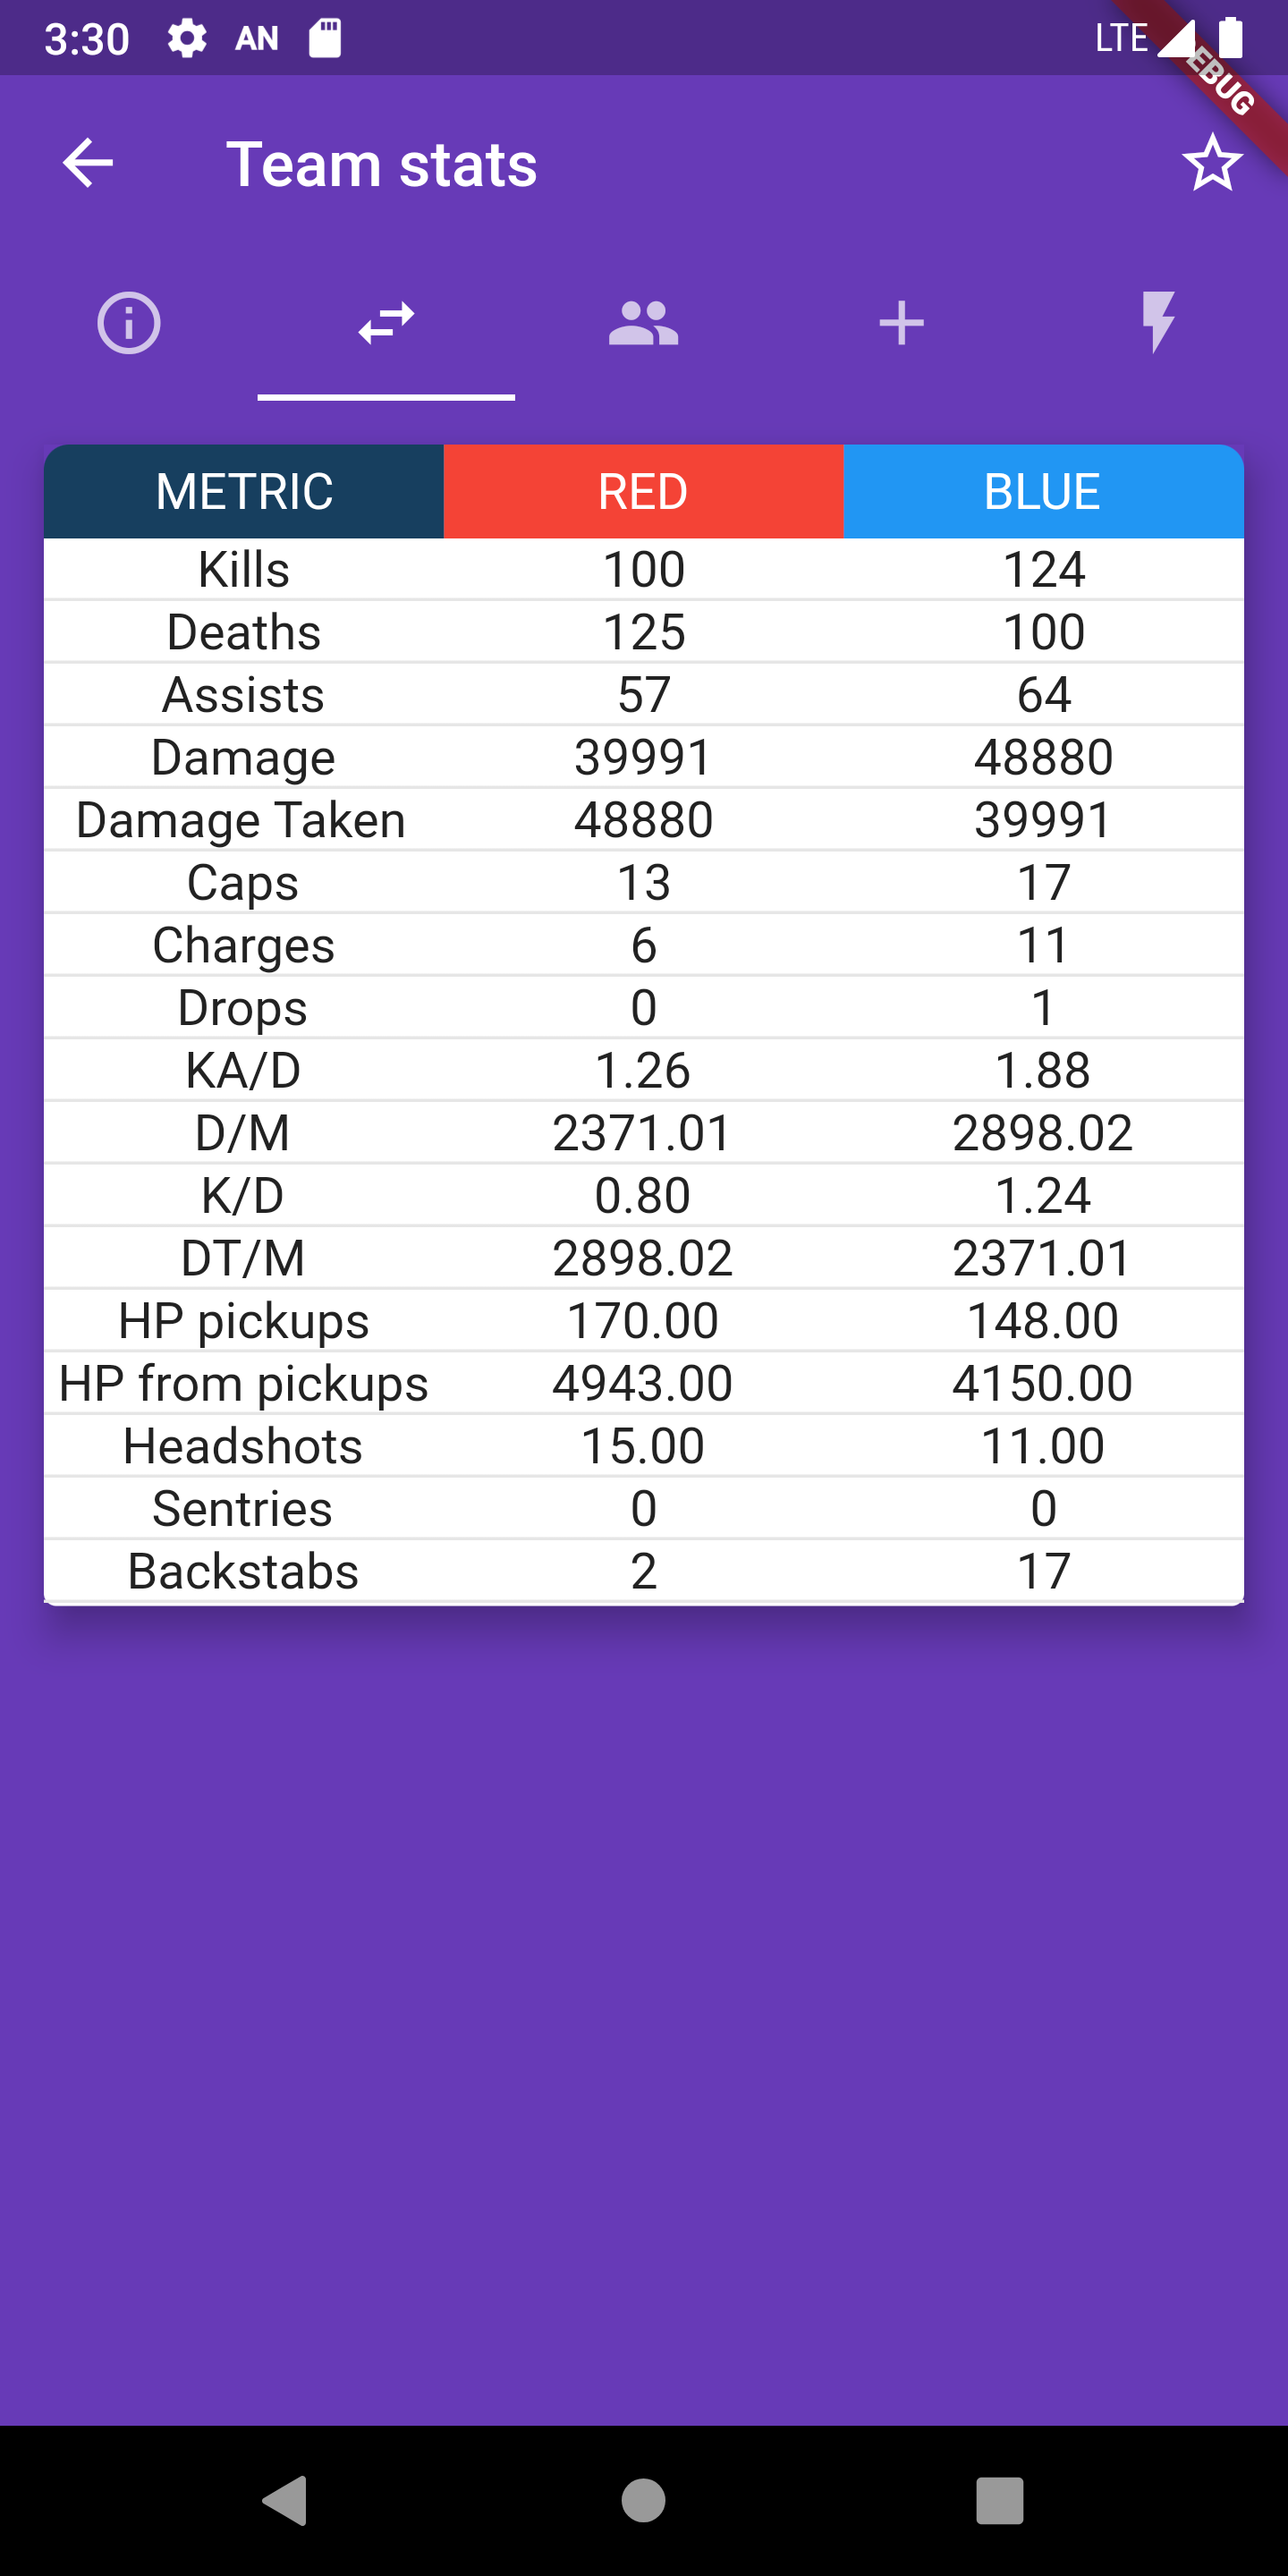 3:30 AN LTE
EBUG
Team stats
METRIC RED BLUE
Kills 100 124
Deaths 125 100
Assists 57 64
Damage 39991 48880
Damage Taken 48880 39991
Caps 13 17
Charges 6 11
Drops 0 1
KA/D 1.26 1.88
D/M 2371.01 2898.02
K/D 0.80 1.24
DT/M 2898.02 2371.01
HP pickups 170.00 148.00
HP from pickups 4943.00 4150.00
Headshots 15.00 11.00
Sentries 0 0
Backstabs 2 17